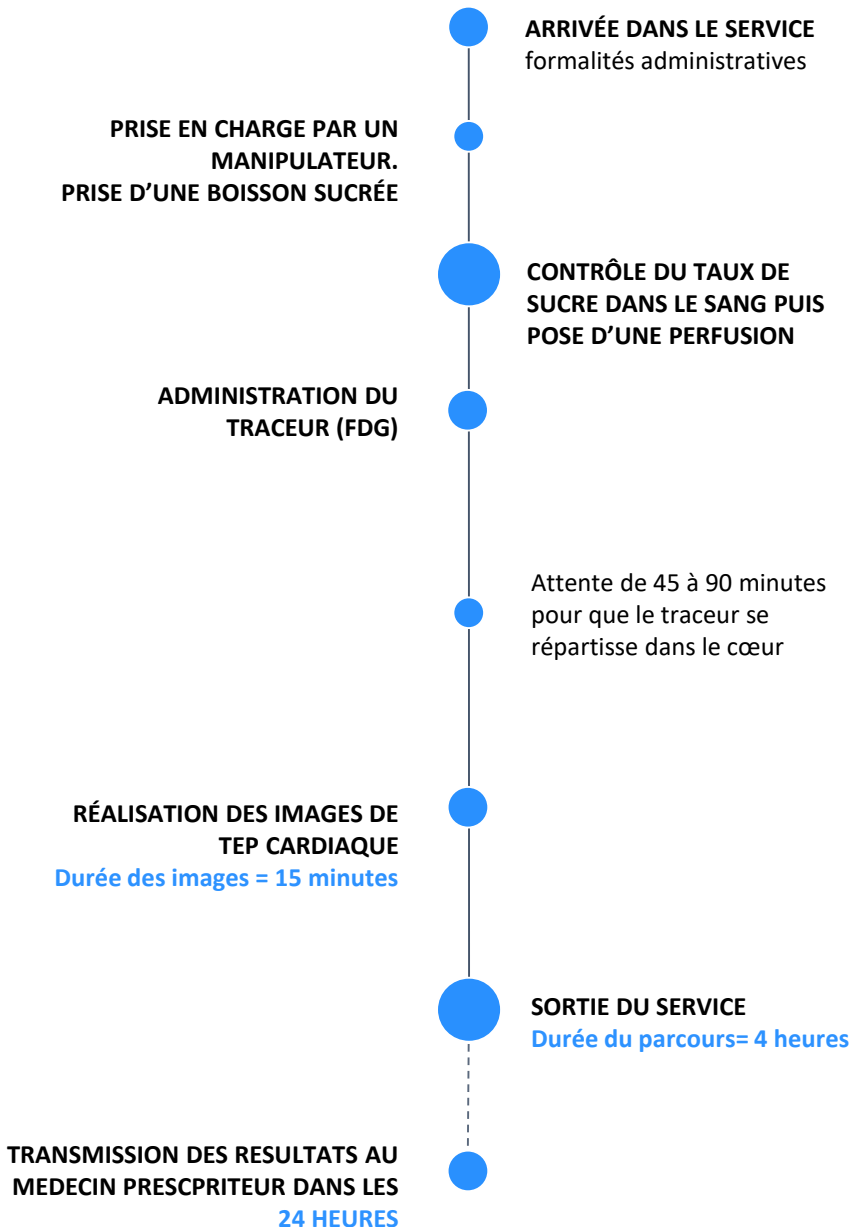 ARRIVÉE DANS LE SERVICE
formalités administratives
PRISE EN CHARGE PAR UN
MANIPULATEUR.
PRISE D’UNE BOISSON SUCRÉE
CONTRÔLE DU TAUX DE
SUCRE DANS LE SANG PUIS
POSE D’UNE PERFUSION
ADMINISTRATION DU
TRACEUR (FDG)
Attente de 45 à 90 minutes
pour que le traceur se
répartisse dans le cœur
RÉALISATION DES IMAGES DE
TEP CARDIAQUE
Durée des images = 15 minutes
SORTIE DU SERVICE
Durée du parcours= 4 heures
TRANSMISSION DES RESULTATS AU
MEDECIN PRESCPRITEUR DANS LES
24 HEURES